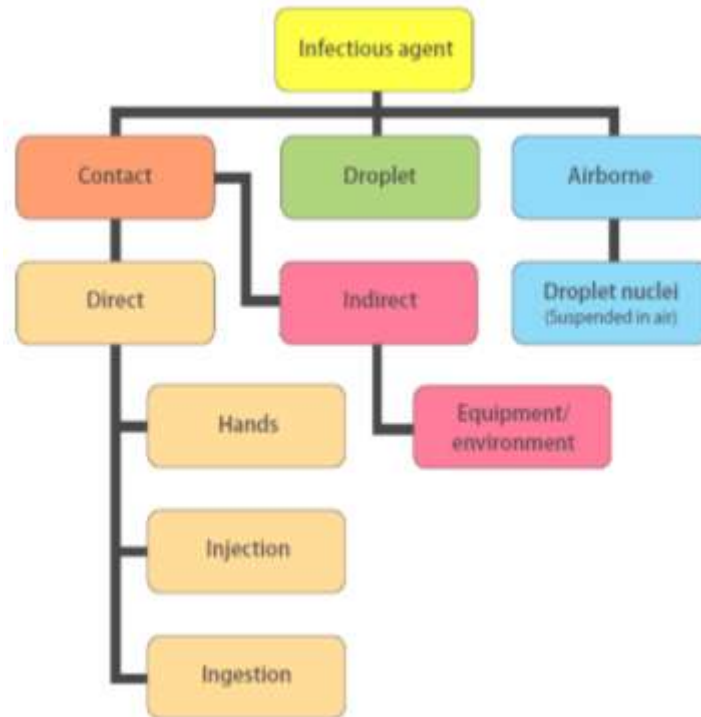 Infectious agent
Contact
Droplet
Airborne
Direct
Indirect
Droplet nuclei
(Suspended in air)
Hands
Equipment/
environment
Injection
Ingestion